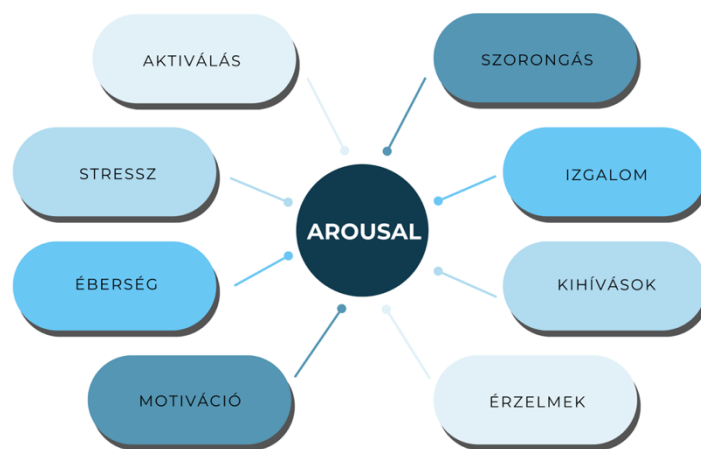 AKTIVÁLÁS
SZORONGÁS
STRESSZ
IZGALOM
AROUSAL
ÉBERSÉG
KIHÍVÁSOK
MOTIVÁCIÓ
ÉRZELMEK